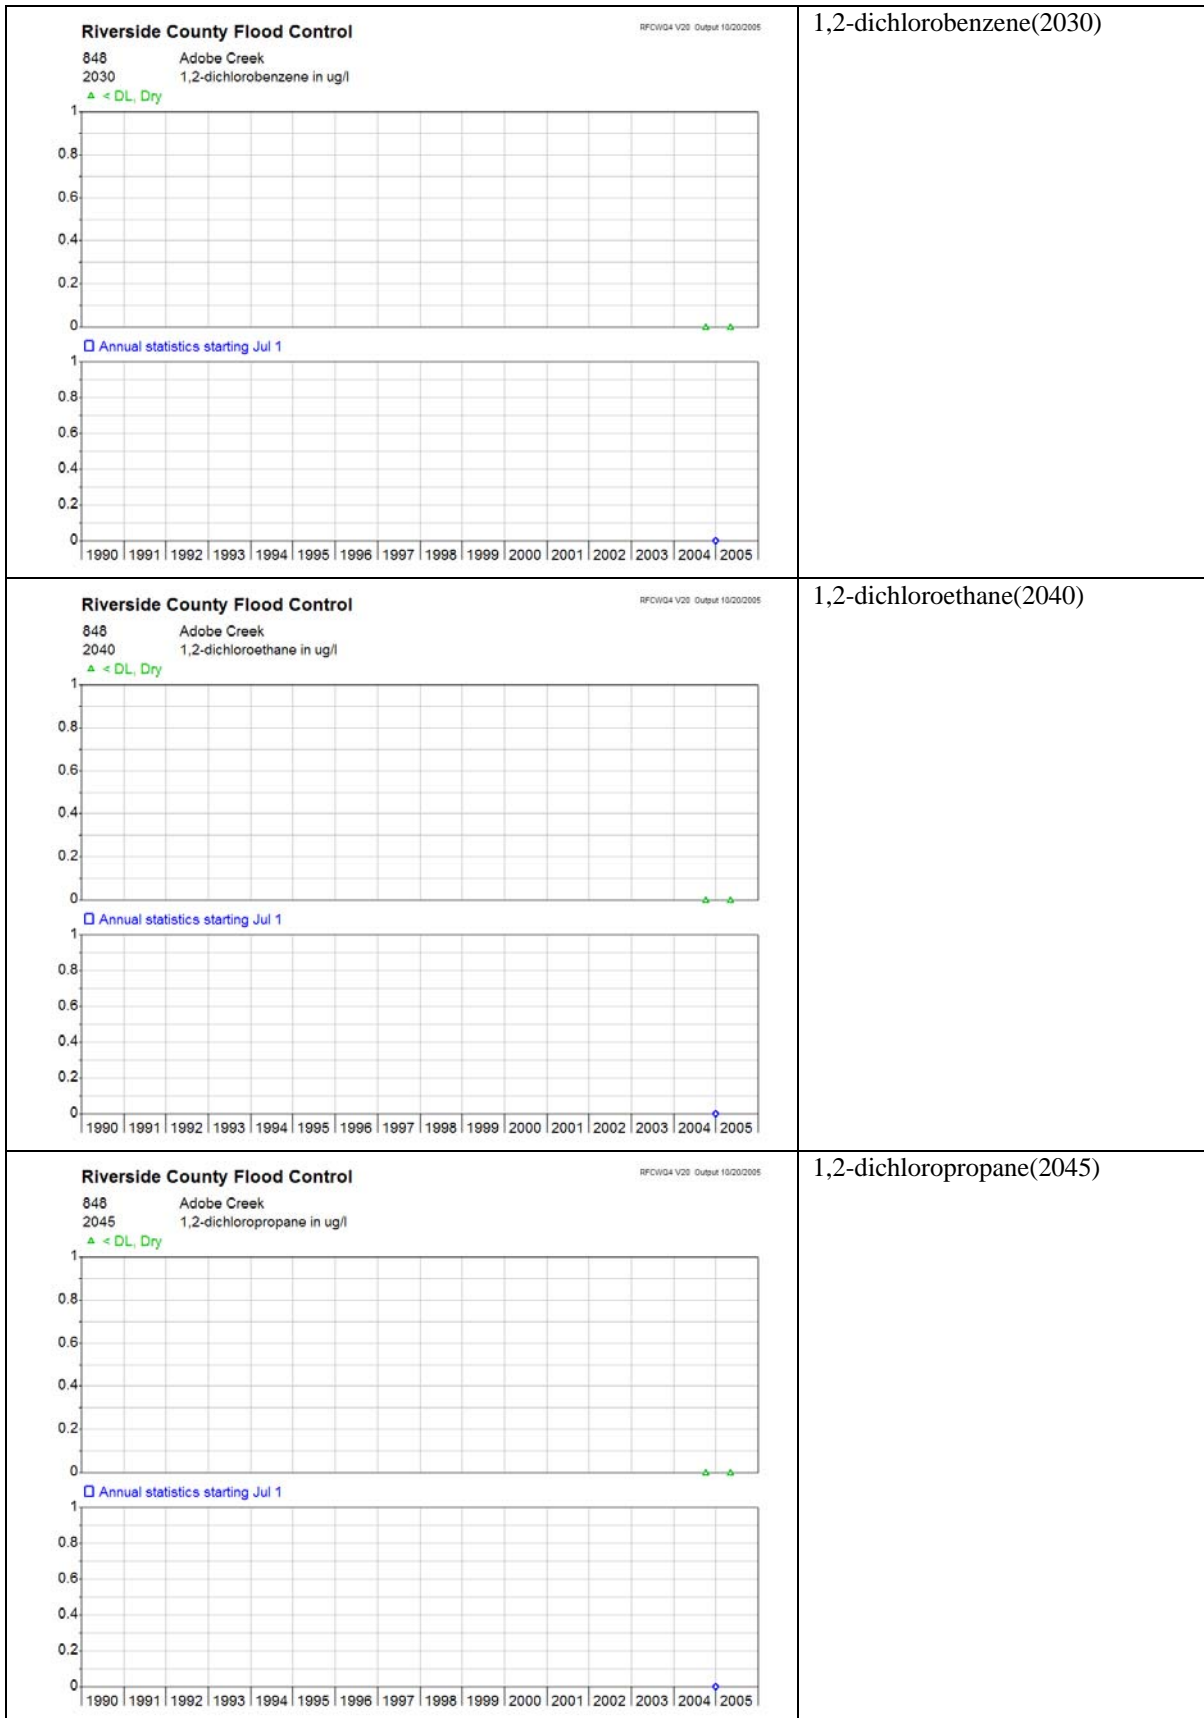 Riverside County Flood Control
RFCWQ4 V20 Output 10/20/2005
1,2-dichlorobenzene(2030)
848 Adobe Creek
2030 1,2-dichlorobenzene in ug/l
< DL, Dry
1
0.8
0.6
0.4
0.2
0
Annual statistics starting Jul 1
1
0.8
0.6
0.4
0.2
0
1990 1991 1992 1993 1994 1995 1996 1997 1998 1999 2000 2001 2002 2003 2004 2005
Riverside County Flood Control
RFCWQ4 V20 Output 10/20/2005
1,2-dichloroethane(2040)
848 Adobe Creek
2040 1,2-dichloroethane in ug/l
< DL, Dry
1
0.8
0.6
0.4
0.2
0
Annual statistics starting Jul 1
1
0.8
0.6
0.4
0.2
0
1990 1991 1992 1993 1994 1995 1996 1997 1998 1999 2000 2001 2002 2003 2004 2005
Riverside County Flood Control
RFCWQ4 V20 Output 10/20/2005
1,2-dichloropropane(2045)
848 Adobe Creek
2045 1,2-dichloropropane in ug/l
< DL, Dry
1
0.8
0.6
0.4
0.2
0
Annual statistics starting Jul 1
1
0.8
0.6
0.4
0.2
0
1990 1991 1992 1993 1994 1995 1996 1997 1998 1999 2000 2001 2002 2003 2004 2005